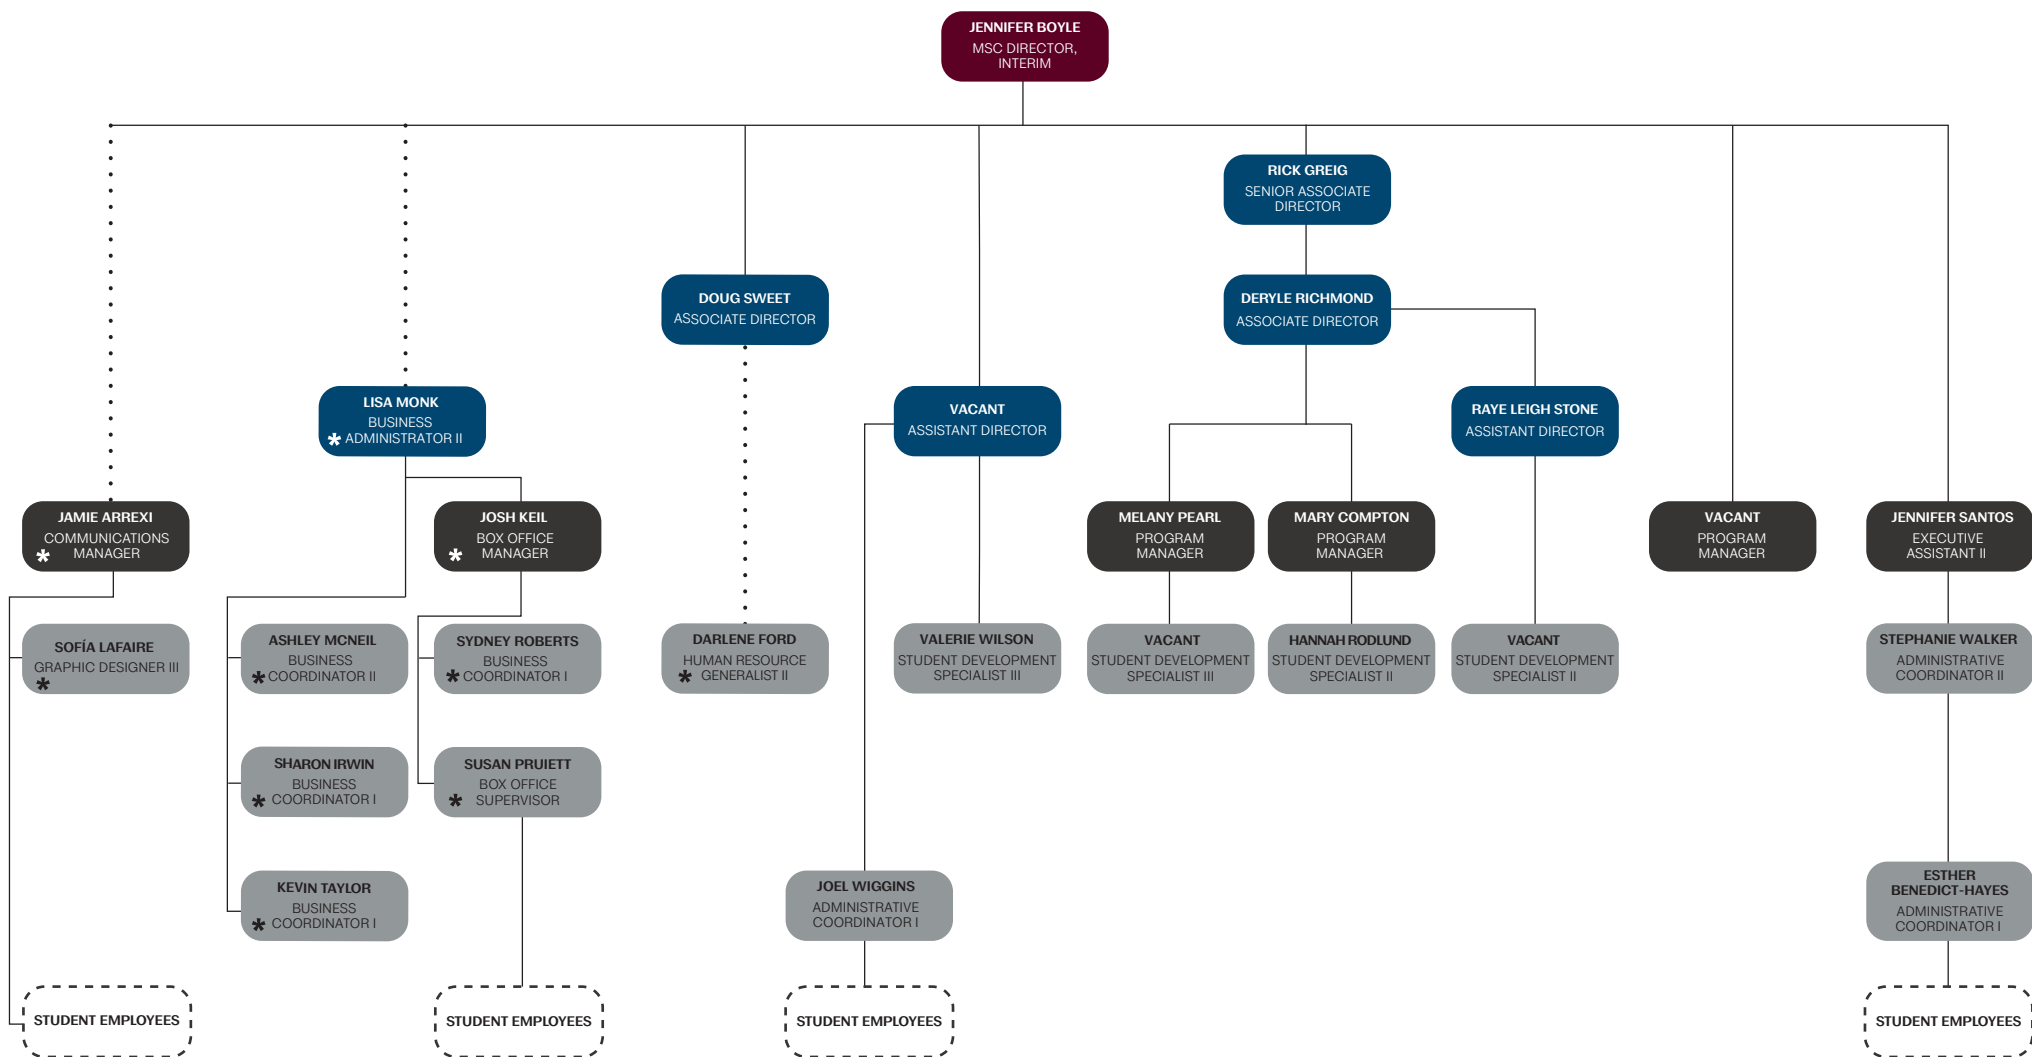 JENNIFER BOYLE
MSC DIRECTOR,
INTERIM
RICK GREIG
SENIOR ASSOCIATE
DIRECTOR
DOUG SWEET
ASSOCIATE DIRECTOR
DERYLE RICHMOND
ASSOCIATE DIRECTOR
LISA MONK
BUSINESS
* ADMINISTRATOR II
VACANT
ASSISTANT DIRECTOR
RAYE LEIGH STONE
ASSISTANT DIRECTOR
JAMIE ARREXI
COMMUNICATIONS
* MANAGER
JOSH KEIL
BOX OFFICE
* MANAGER
MELANY PEARL
PROGRAM
MANAGER
MARY COMPTON
PROGRAM
MANAGER
VACANT
PROGRAM
MANAGER
JENNIFER SANTOS
EXECUTIVE
ASSISTANT II
SOFÍA LAFAIRE
GRAPHIC DESIGNER III
*
ASHLEY MCNEIL
BUSINESS
* COORDINATOR II
SYDNEY ROBERTS
BUSINESS
* COORDINATOR I
DARLENE FORD
HUMAN RESOURCE
* GENERALIST II
VALERIE WILSON
STUDENT DEVELOPMENT
SPECIALIST III
VACANT
STUDENT DEVELOPMENT
SPECIALIST III
HANNAH RODLUND
STUDENT DEVELOPMENT
SPECIALIST II
VACANT
STUDENT DEVELOPMENT
SPECIALIST II
STEPHANIE WALKER
ADMINISTRATIVE
COORDINATOR II
SHARON IRWIN
BUSINESS
* COORDINATOR I
SUSAN PRUIETT
BOX OFFICE
* SUPERVISOR
KEVIN TAYLOR
BUSINESS
* COORDINATOR I
JOEL WIGGINS
ADMINISTRATIVE
COORDINATOR I
ESTHER
BENEDICT-HAYES
ADMINISTRATIVE
COORDINATOR I
STUDENT EMPLOYEES
STUDENT EMPLOYEES
STUDENT EMPLOYEES
STUDENT EMPLOYEES